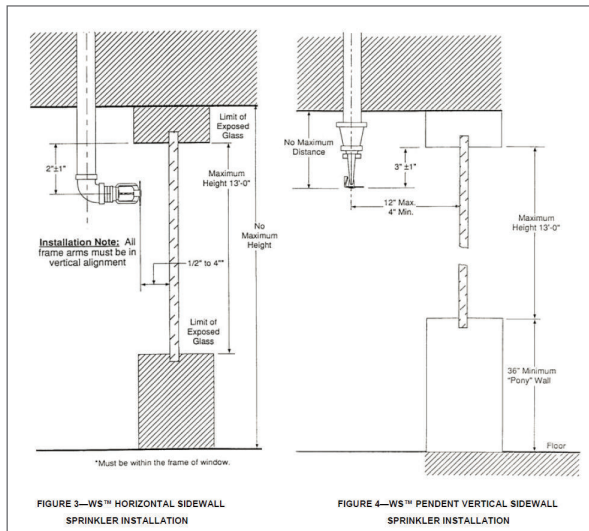 Limit of
Exposed
Glass
2"±1"
Maximum
Height 13'-0"
No
Maximum
Height
Installation Note: All
frame arms must be in
vertical alignment
1/2" to 4"*
Limit of
Exposed
Glass
*Must be within the frame of window.
FIGURE 3—WS™ HORIZONTAL SIDEWALL
SPRINKLER INSTALLATION
No Maximum
Distance
3" ±1"
12" Max.
4" Min.
Maximum
Height 13'-0"
36" Minimum
"Pony" Wall
Floor
FIGURE 4—WS™ PENDENT VERTICAL SIDEWALL
SPRINKLER INSTALLATION